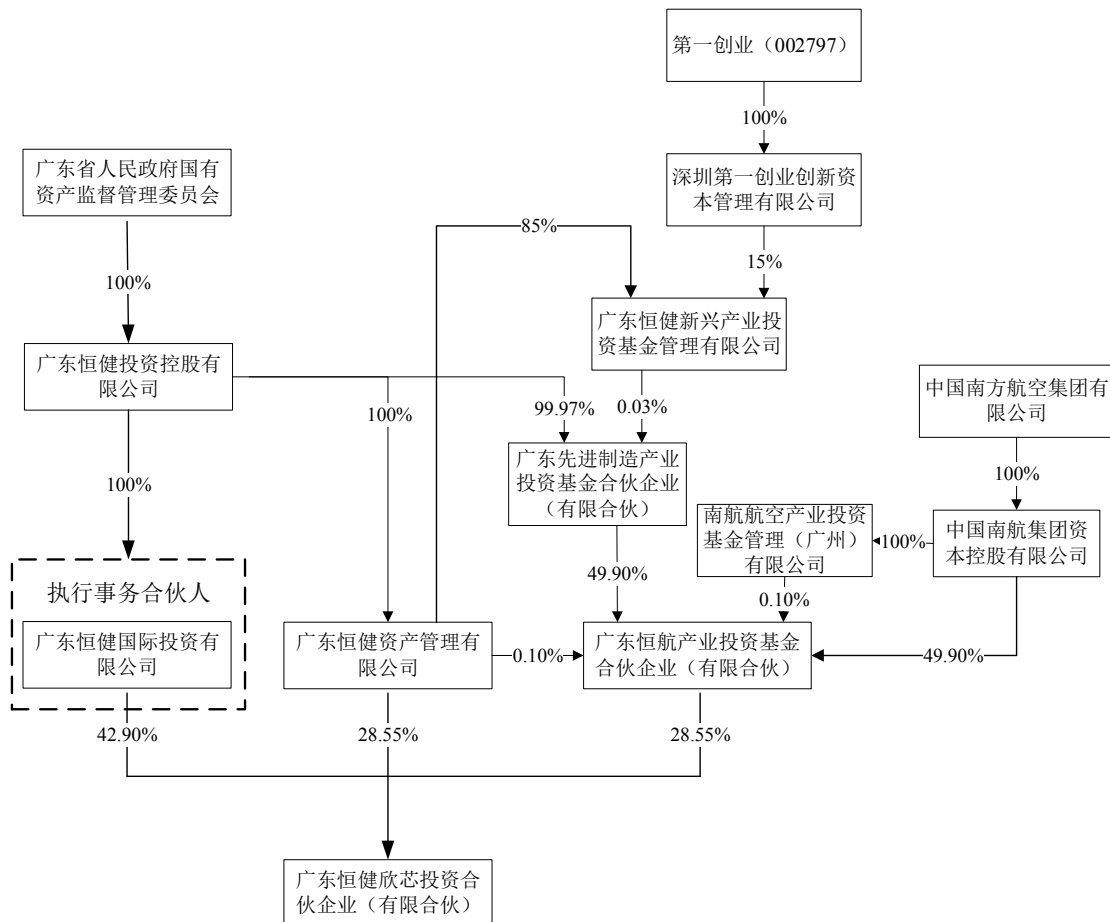 第一创业（002797）
100%
广东省人民政府国有
资产监督管理委员会
深圳第一创业创新资
本管理有限公司
85%
15%
100%
广东恒健新兴产业投
资基金管理有限公司
广东恒健投资控股有
限公司
中国南方航空集团有
限公司
100%
99.97%
0.03%
广东先进制造产业
投资基金合伙企业
（有限合伙）
100%
100%
南航航空产业投资
基金管理（广州）
有限公司
100%
中国南航集团资
本控股有限公司
执行事务合伙人
49.90%
0.10%
广东恒健国际投资有
限公司
广东恒健资产管理有
限公司
0.10%
广东恒航产业投资基金
合伙企业（有限合伙）
49.90%
42.90%
28.55%
28.55%
广东恒健欣芯投资合
伙企业（有限合伙）